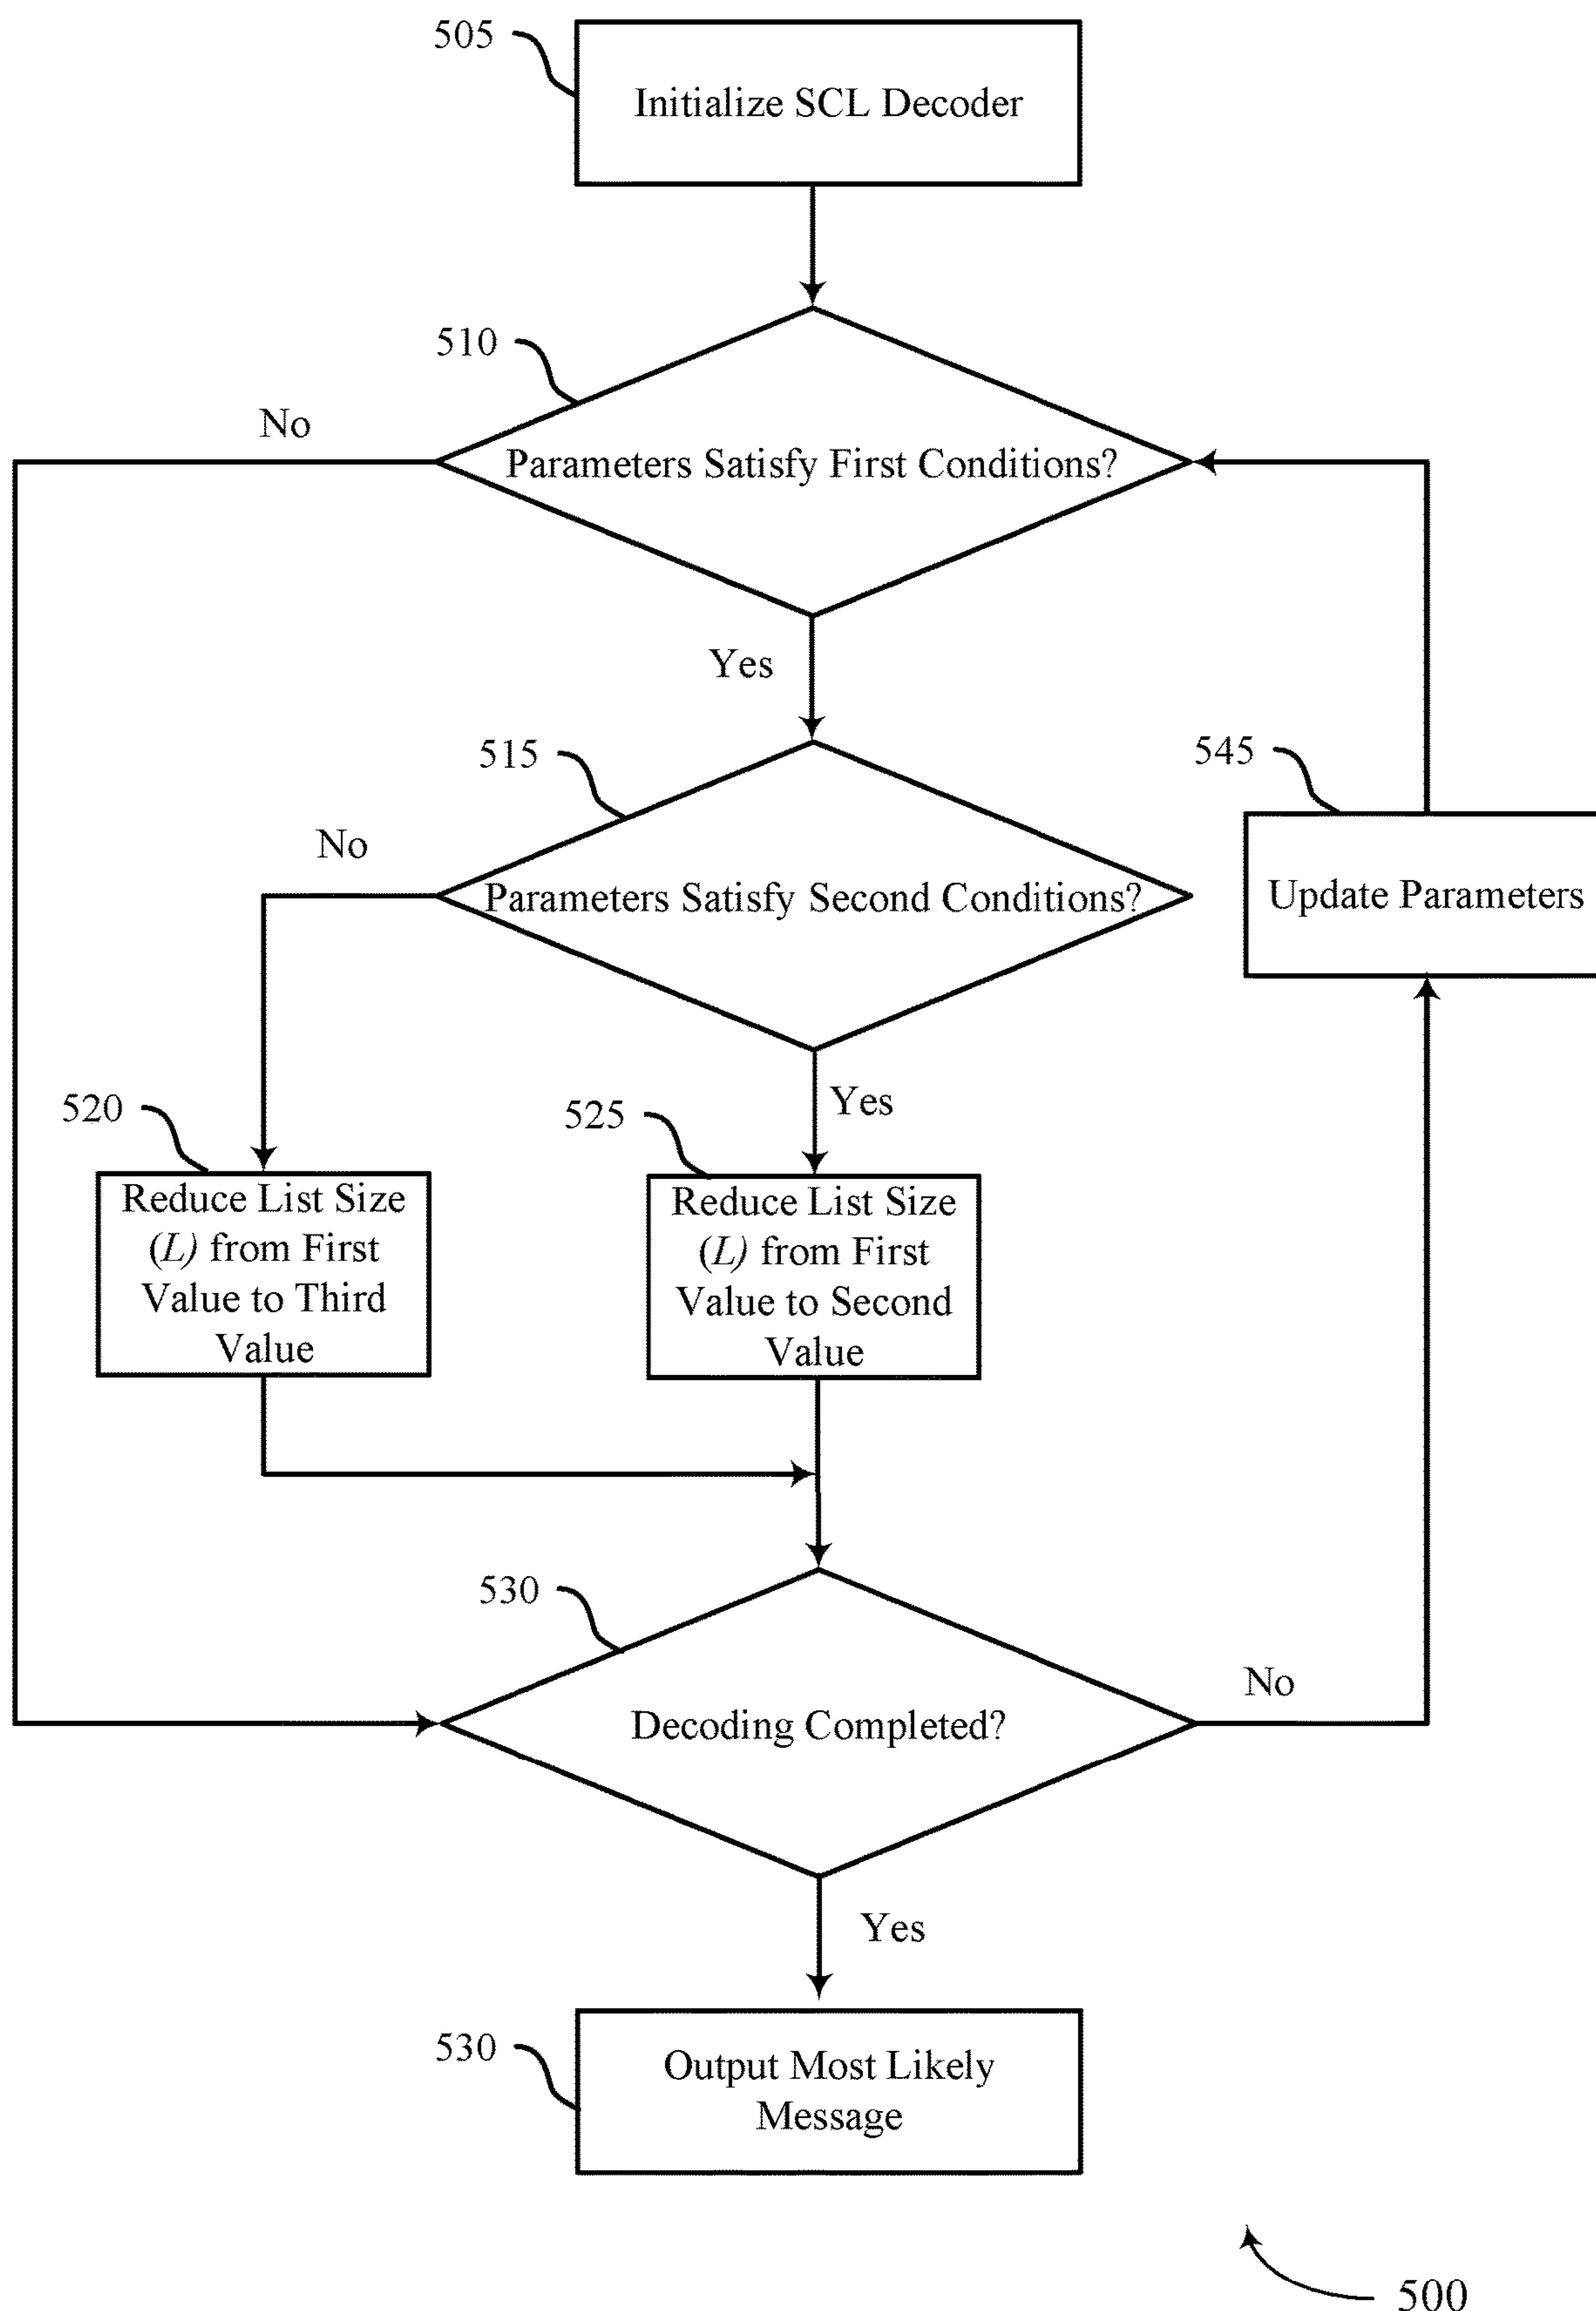 505
Initialize SCL Decoder
510
No
Parameters Satisfy First Conditions?
Yes
515
545
No
Parameters Satisfy Second Conditions?
Update Parameters
Yes
520
525
Reduce List Size
(L) from First
Value to Third
Value
Reduce List Size
(L) from First
Value to Second
Value
530
Decoding Completed?
No
Yes
530
Output Most Likely
Message
500